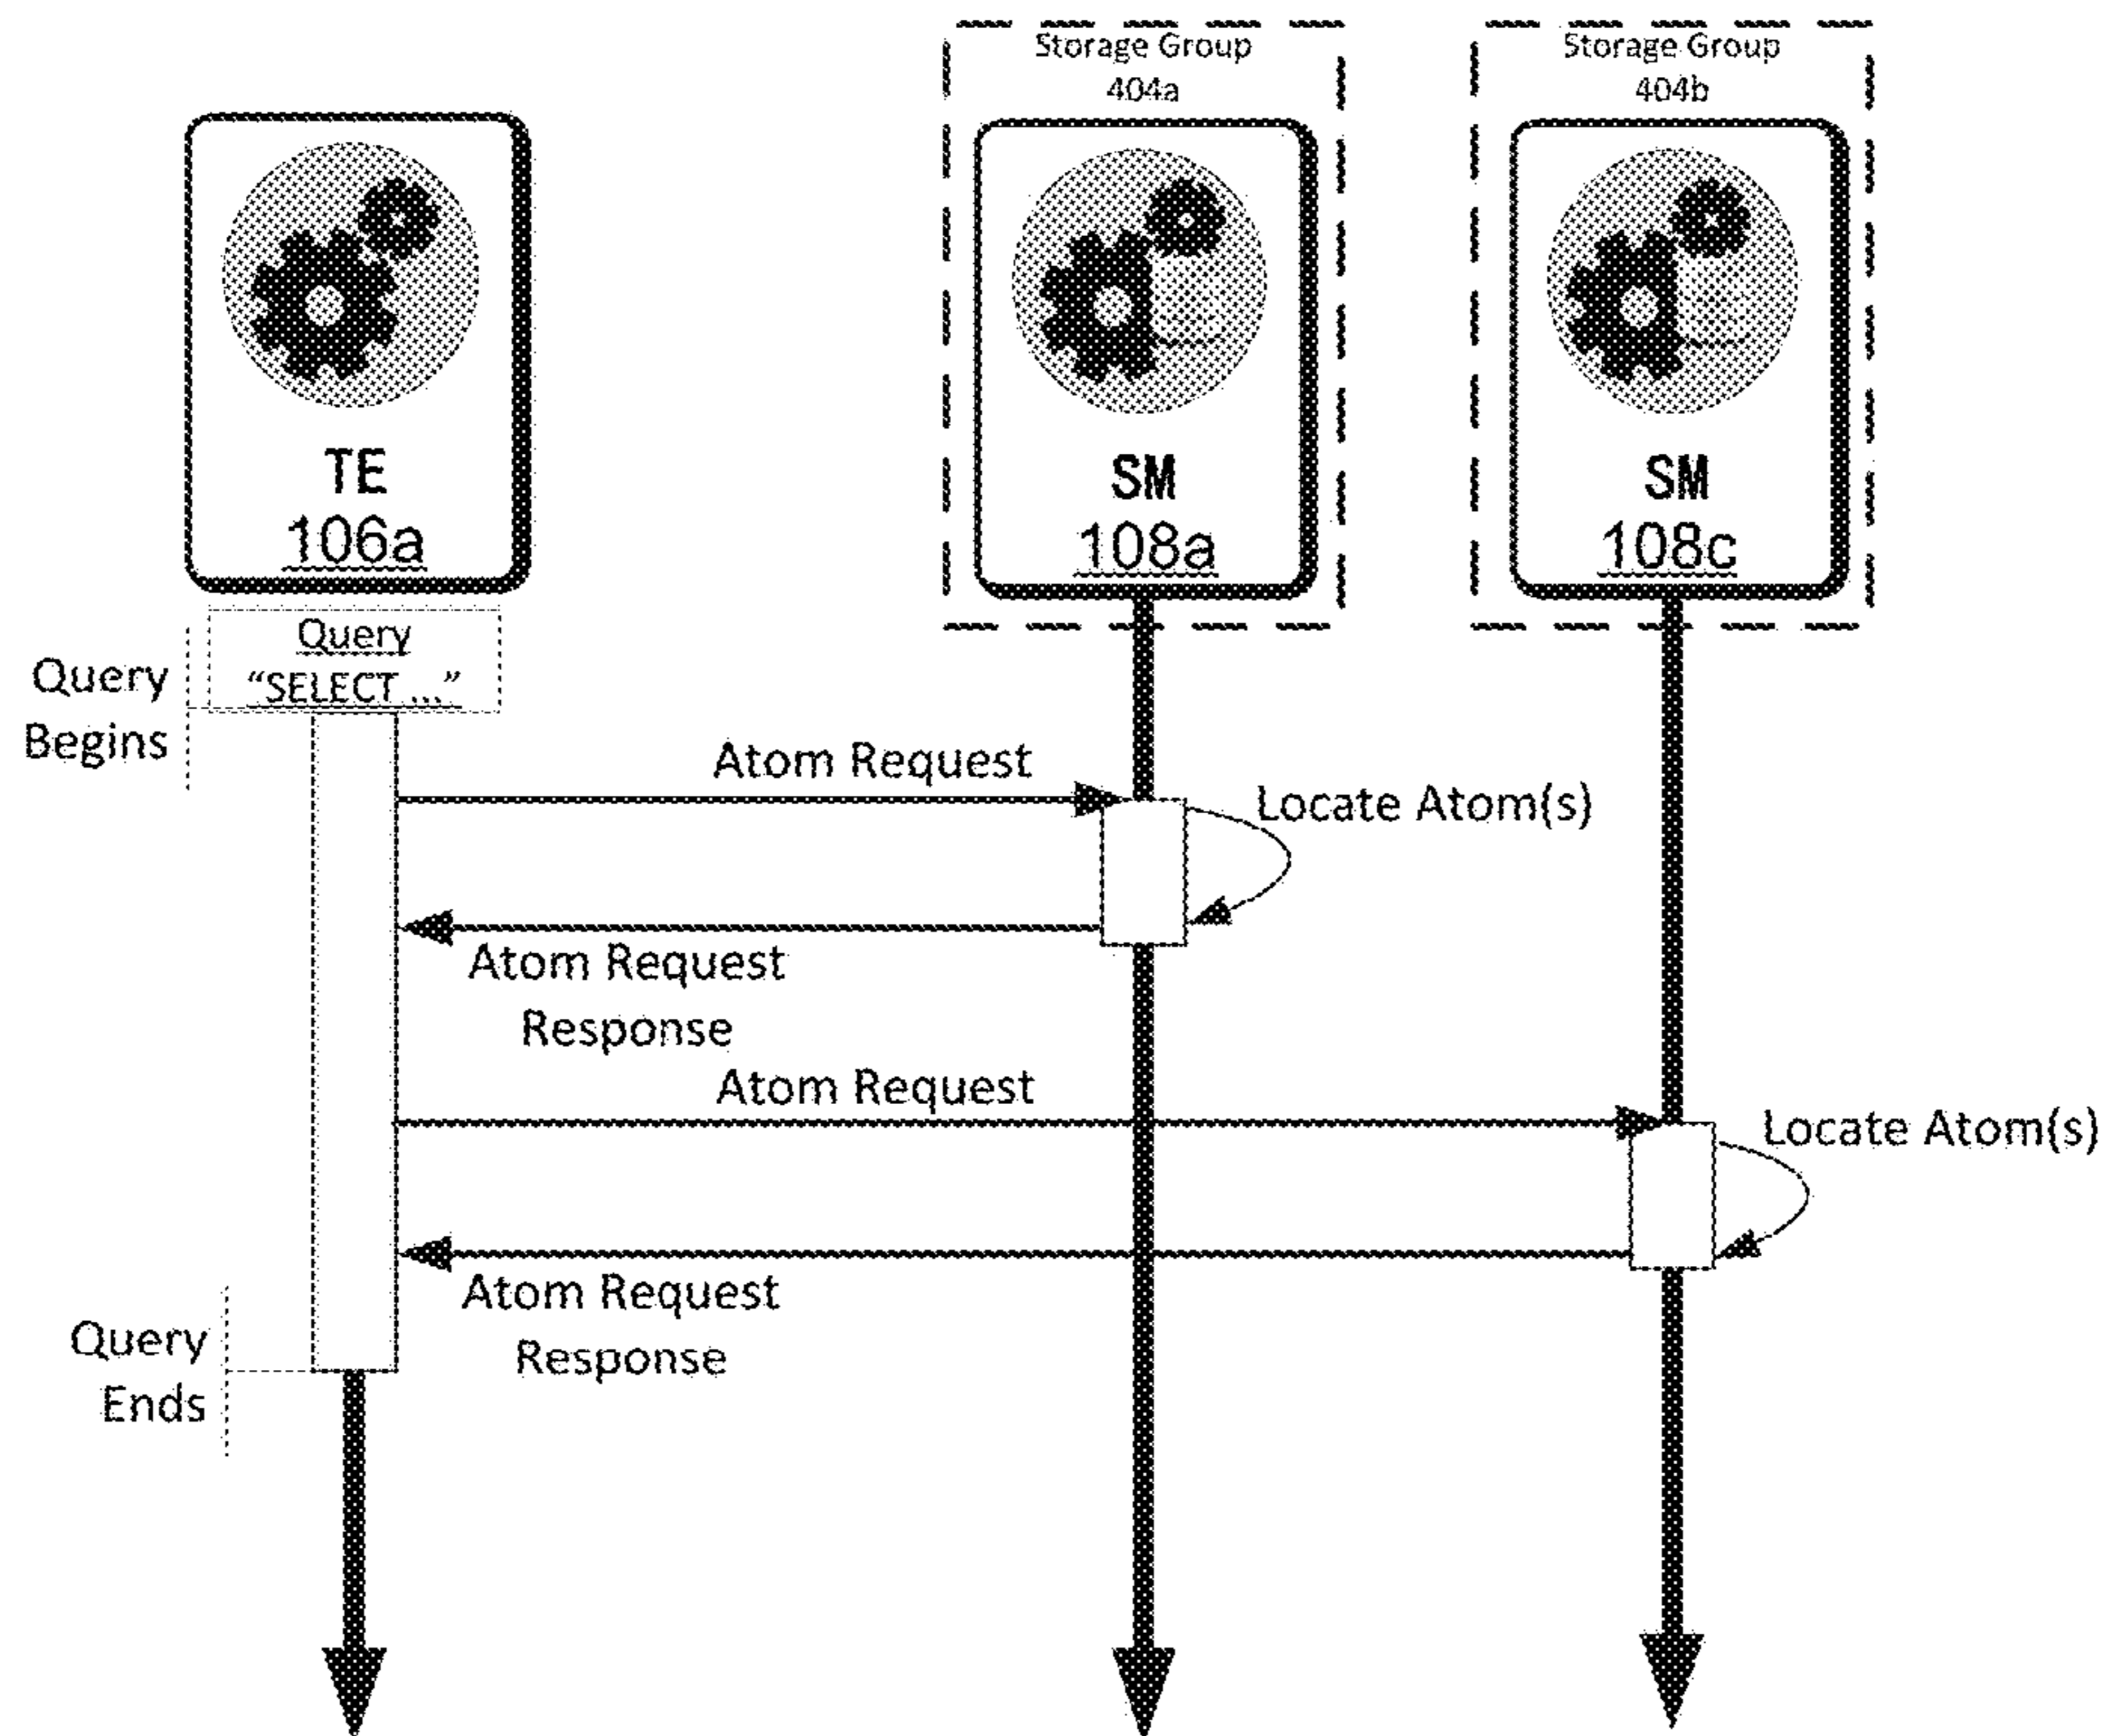 Storage Group
404a
Storage Group
404b
TE
106a
SM
108a
SM
108c
Query
"SELECT ..."
Query
Begins
Atom Request
Locate Atom(s)
Atom Request
Response
Atom Request
Locate Atom(s)
Atom Request
Response
Query
Ends